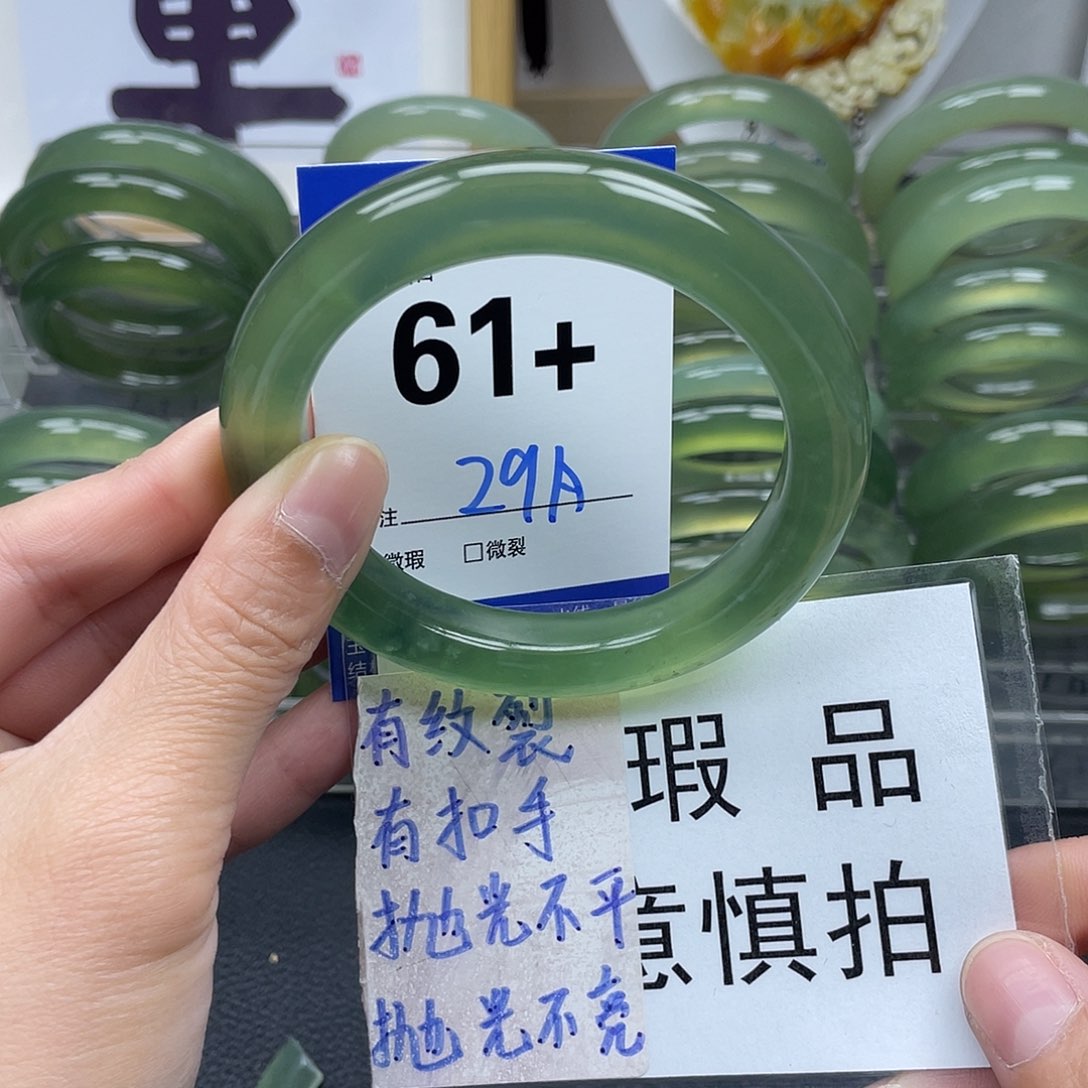 61+
29A
注
微瑕 □微裂
有纹裂
有扣手
抛光不平
抛光不亮
瑕 品
意慎拍